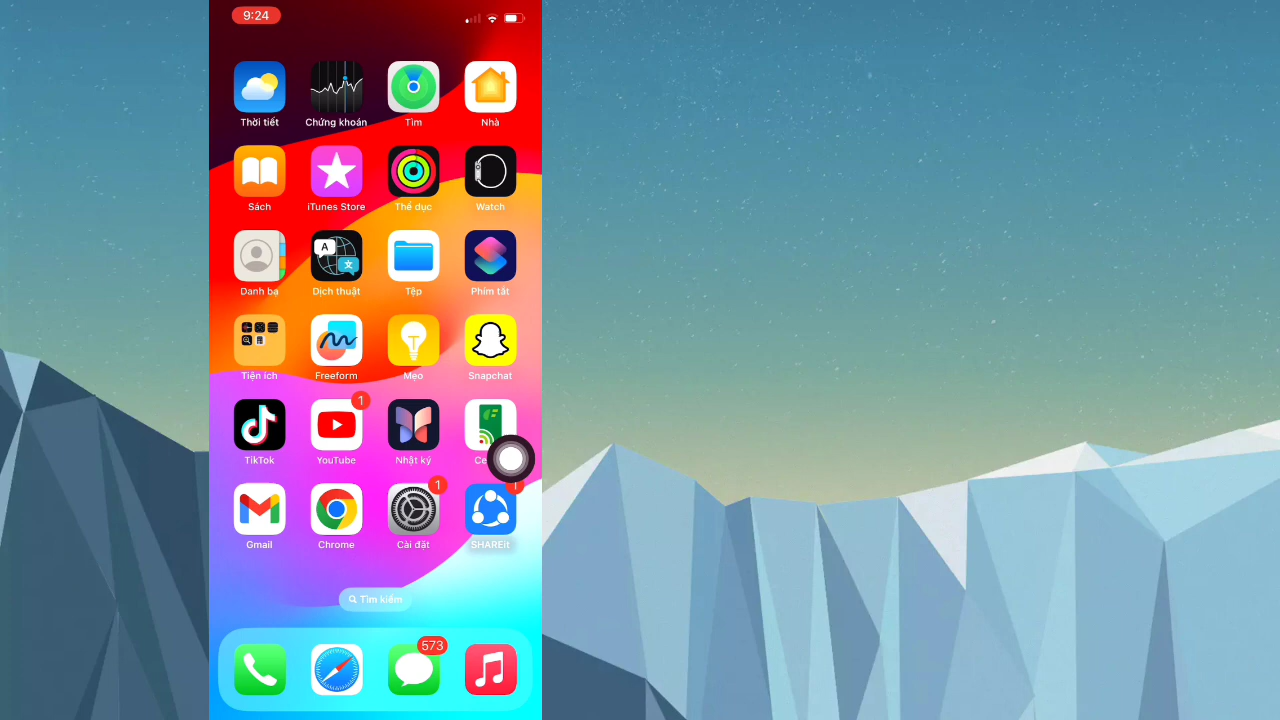 9:24
Thời tiết
Chứng khoán
Tìm
Nhà
Sách
iTunes Store
Thể dục
Watch
Danh bạ
A
文
Dịch thuật
Tệp
Phím tắt
Tiện ích
Freeform
Mẹo
Snapchat
1
TikTok
YouTube
Nhật ký
1
1
Gmail
Chrome
Cài đặt
SHAREit
Tìm kiếm
573